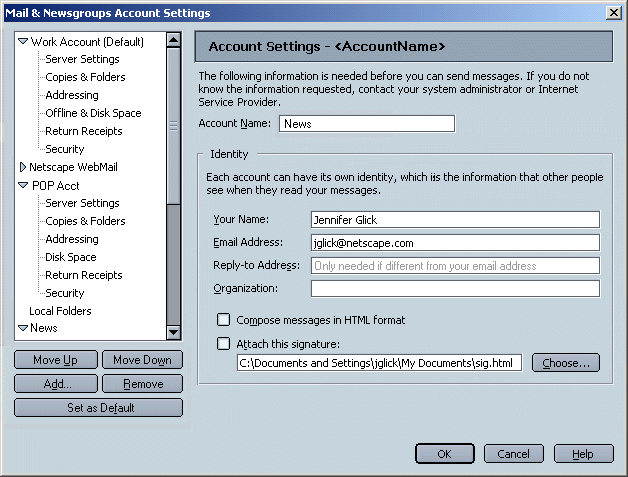 Mail & Newsgroups Account Settings
Work Account (Default)
Server Settings
Copies & Folders
Addressing
Offline & Disk Space
Return Receipts
Security
Netscape WebMail
POP Acct
Server Settings
Copies & Folders
Addressing
Disk Space
Return Receipts
Security
Local Folders
News
Move Up
Move Down
Add...
Remove
Set as Default
Account Settings - <AccountName>
The following information is needed before you can send messages. If you do not
know the information requested, contact your system administrator or Internet
Service Provider.
Account Name:
News
Identity
Each account can have its own identity, which iis the information that other people
see when they read your messages.
Your Name:
Jennifer Glick
Email Address:
jglick@netscape.com
Reply-to Address:
Only needed if different from your email address
Organization:
Compose messages in HTML format
Attach this signature:
C:\Documents and Settings\jglick\My Documents\sig.html
Choose...
OK
Cancel
Help